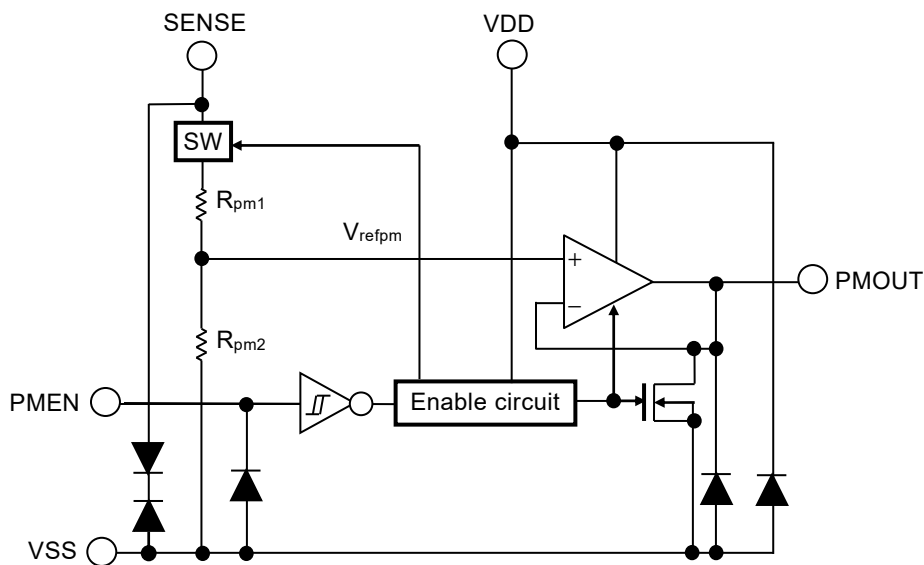 SENSE
VDD
SW
Rpm1
Vrefpm
+
PMOUT
−
Rpm2
PMEN
Enable circuit
VSS